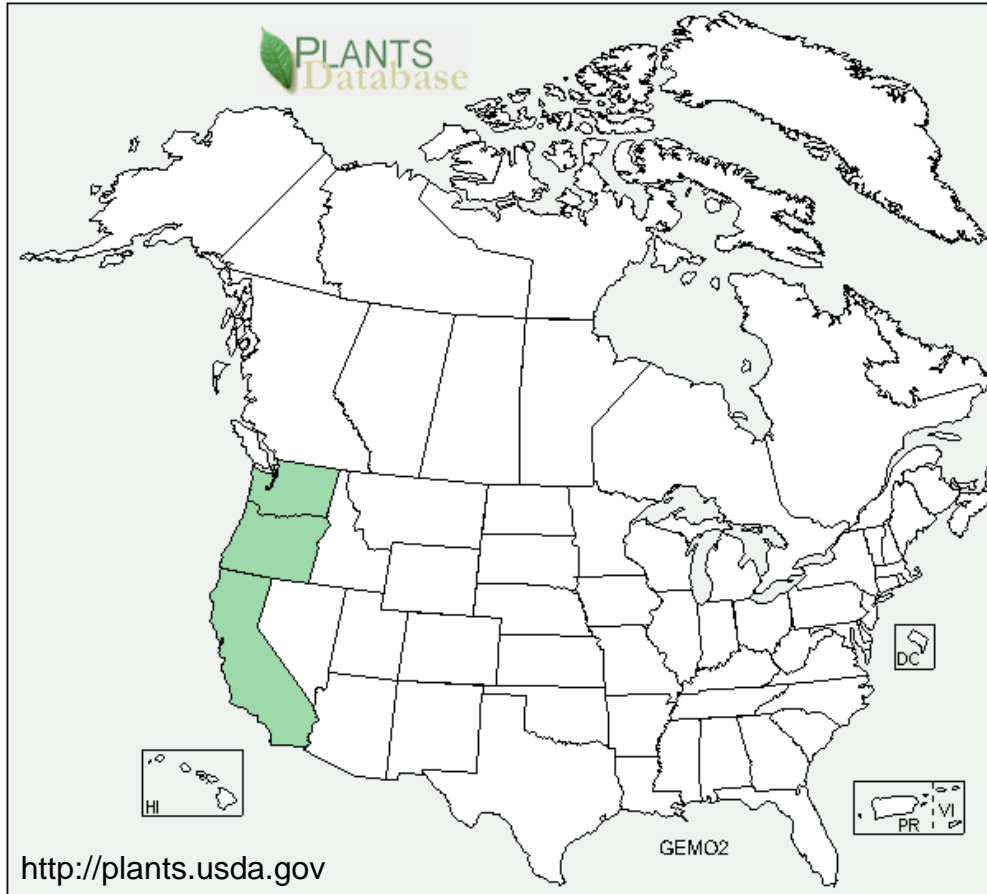 PLANTS
Database
DC
HI
PR
VI
GEMO2
http://plants.usda.gov